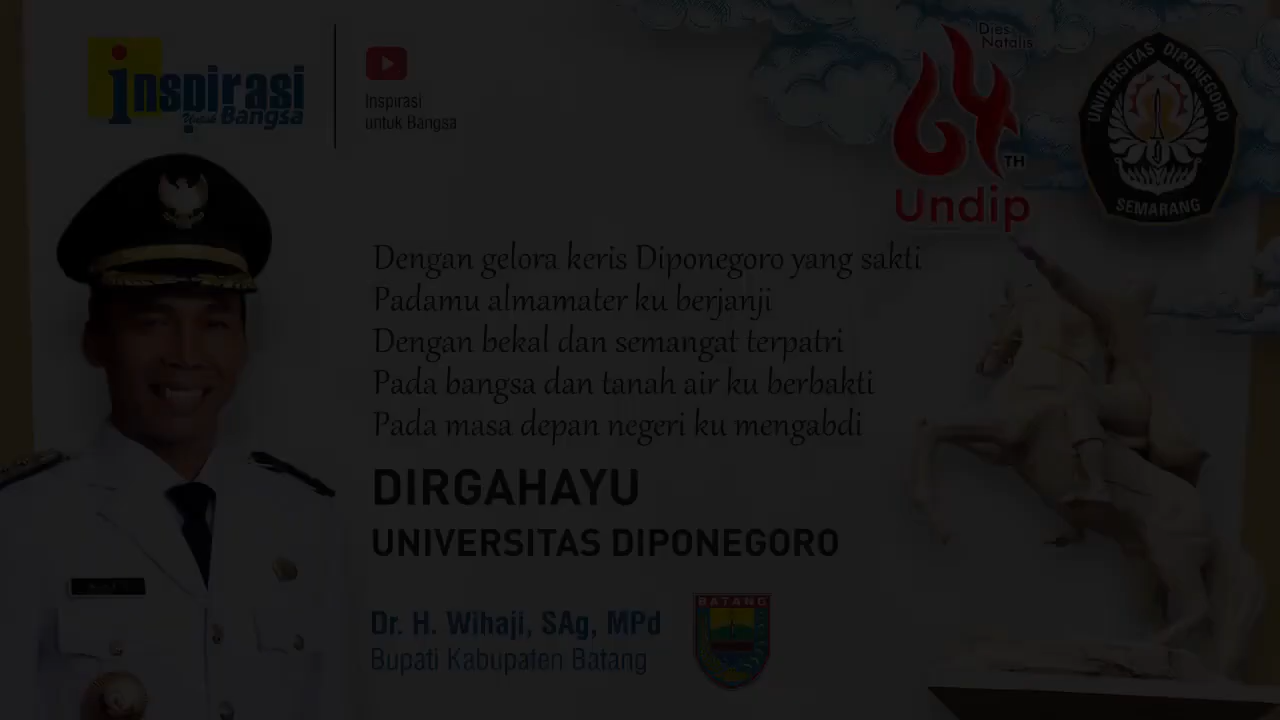 inspirasi
Untuk Bangsa
Inspirasi
untuk Bangsa
Dies
Natalis
64 TH
Undip
UNIVERSITAS DIPONEGORO
SEMARANG
Dengan gelora keris Diponegoro yang sakti
Padamu almamater ku berjanji
Dengan bekal dan semangat terpatri
Pada bangsa dan tanah air ku berbakti
Pada masa depan negeri ku mengabdi
DIRGAHAYU
UNIVERSITAS DIPONEGORO
Dr. H. Wihaji, SAg, MPd
Bupati Kabupaten Batang
BATANG